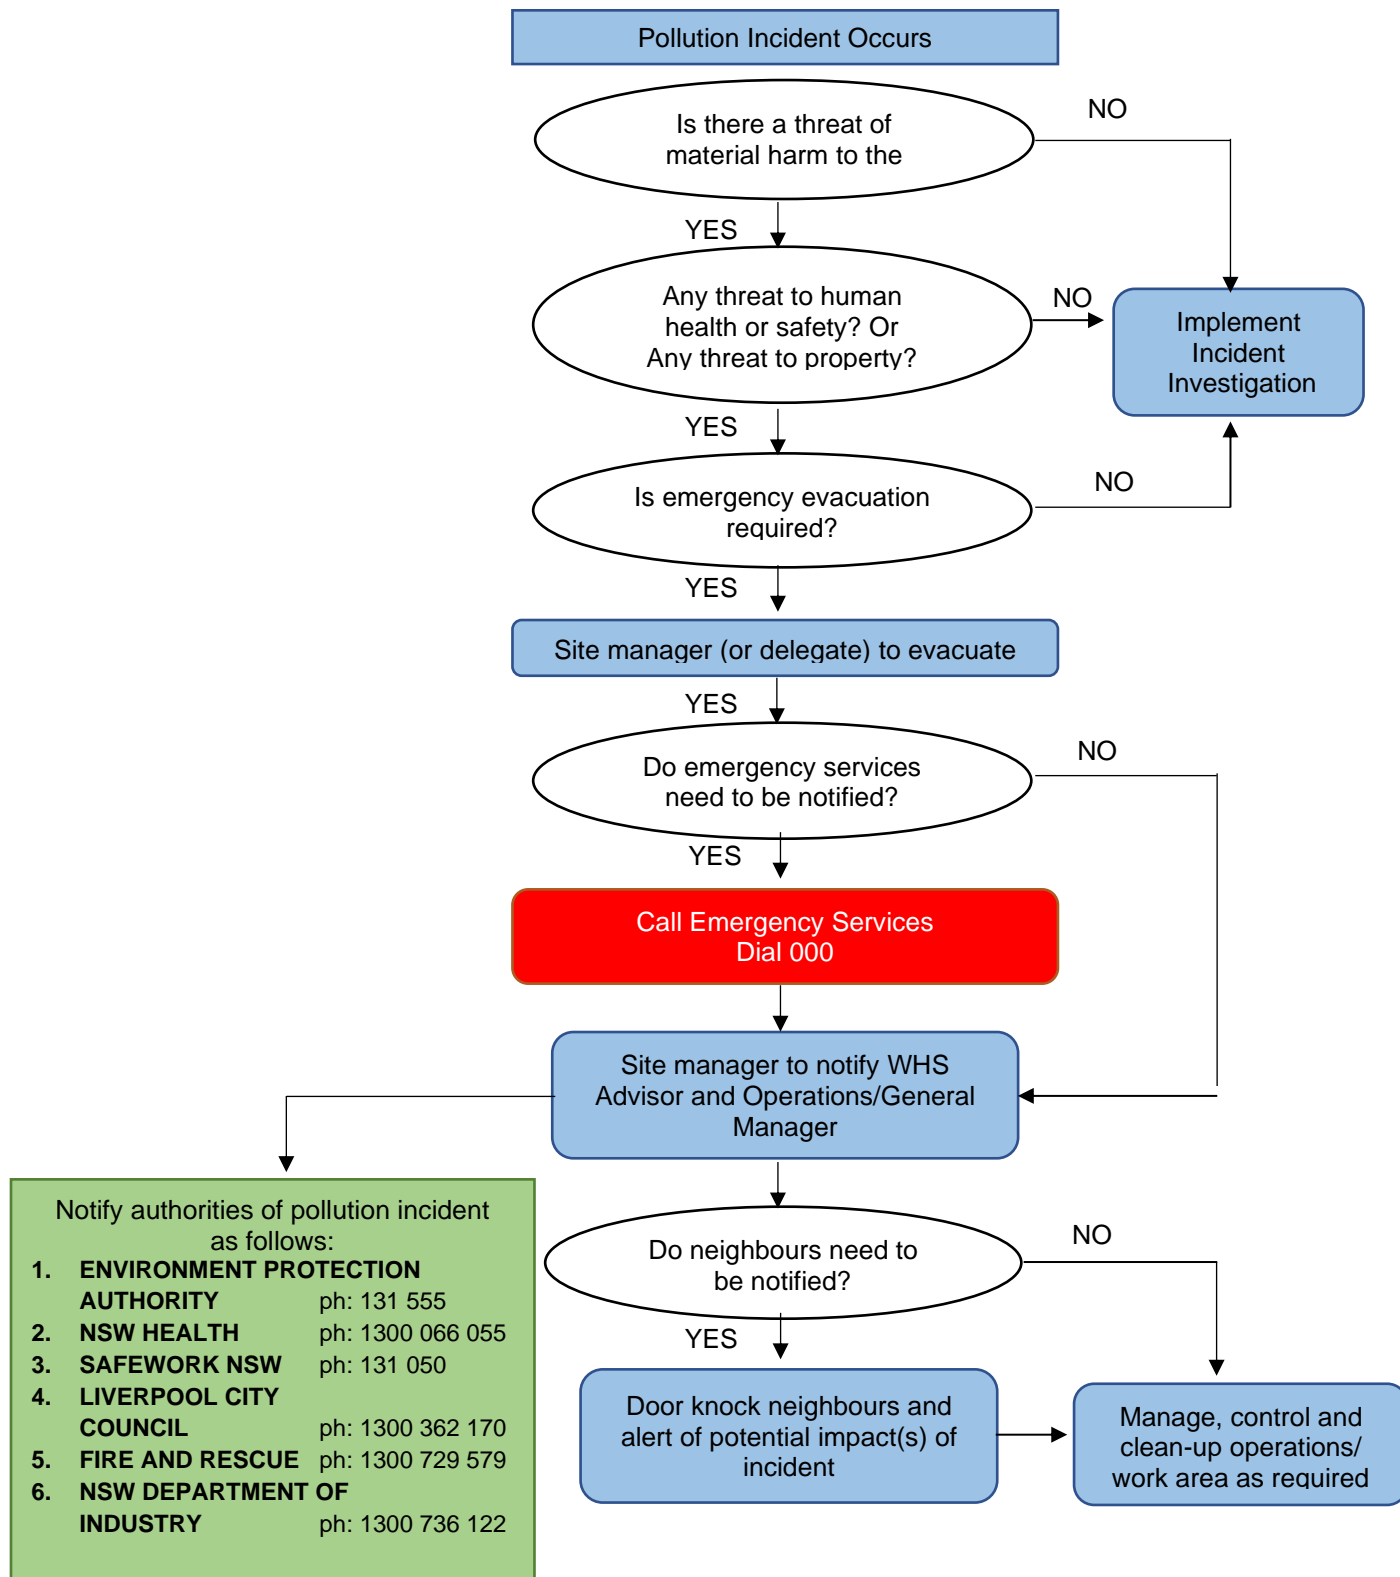 Pollution Incident Occurs
Is there a threat of
material harm to the
NO
YES
Any threat to human
health or safety? Or
Any threat to property?
NO
Implement
Incident
Investigation
YES
Is emergency evacuation
required?
NO
YES
Site manager (or delegate) to evacuate
YES
Do emergency services
need to be notified?
NO
YES
Call Emergency Services
Dial 000
Site manager to notify WHS
Advisor and Operations/General
Manager
Notify authorities of pollution incident
as follows:
1. ENVIRONMENT PROTECTION
AUTHORITY ph: 131 555
2. NSW HEALTH ph: 1300 066 055
3. SAFEWORK NSW ph: 131 050
4. LIVERPOOL CITY
COUNCIL ph: 1300 362 170
5. FIRE AND RESCUE ph: 1300 729 579
6. NSW DEPARTMENT OF
INDUSTRY ph: 1300 736 122
Do neighbours need to
be notified?
NO
YES
Door knock neighbours and
alert of potential impact(s) of
incident
Manage, control and
clean-up operations/
work area as required